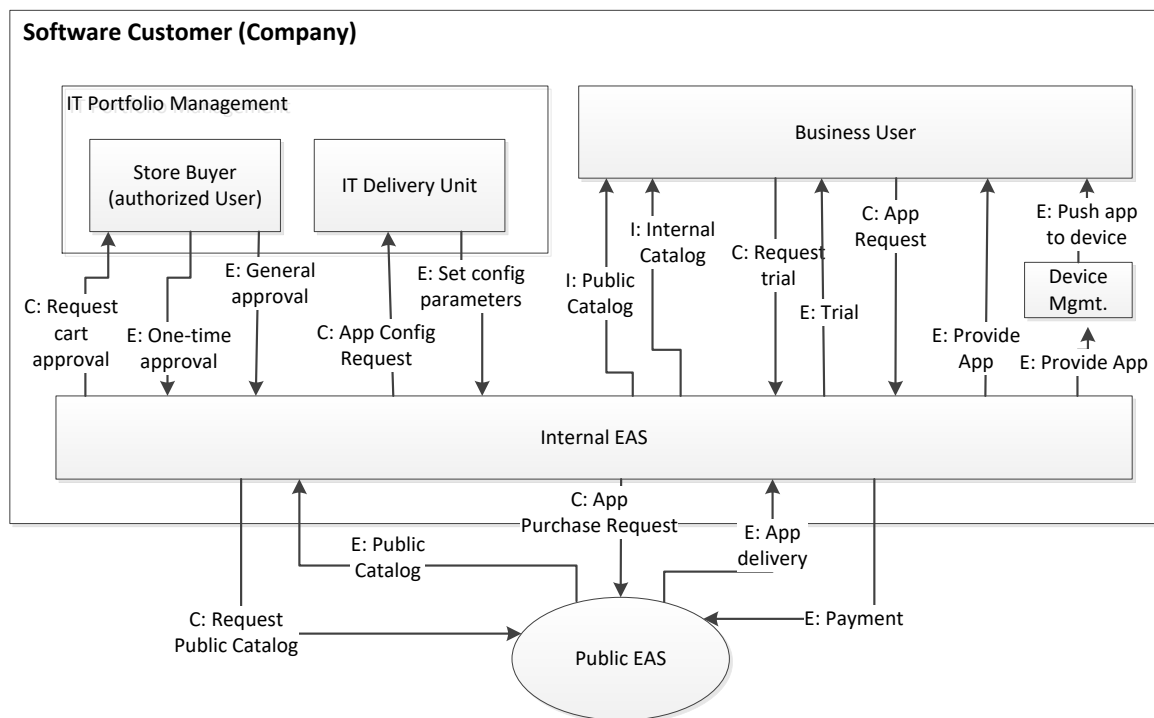 Software Customer (Company)
IT Portfolio Management
Store Buyer
(authorized User)
IT Delivery Unit
Business User
C: Request
cart
approval
E: One-time
approval
E: General
approval
C: App Config
Request
E: Set config
parameters
I: Public
Catalog
I: Internal
Catalog
C: Request
trial
E: Trial
C: App
Request
E: Provide
App
E: Push app
to device
Device
Mgmt.
E: Provide App
Internal EAS
C: Request
Public Catalog
E: Public
Catalog
C: App
Purchase Request
E: App
delivery
E: Payment
Public EAS